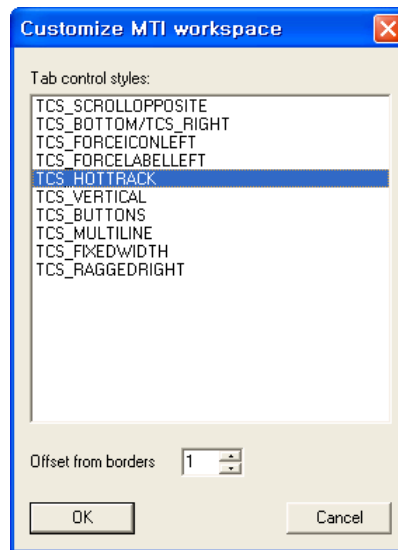 Customize MTI workspace
Tab control styles:
TCS_SCROLLOPPOSITE
TCS_BOTTOM/TCS_RIGHT
TCS_FORCEICONLEFT
TCS_FORCELABELLEFT
TCS_HOTTRACK
TCS_VERTICAL
TCS_BUTTONS
TCS_MULTILINE
TCS_FIXEDWIDTH
TCS_RAGGEDRIGHT
Offset from borders 1
OK Cancel